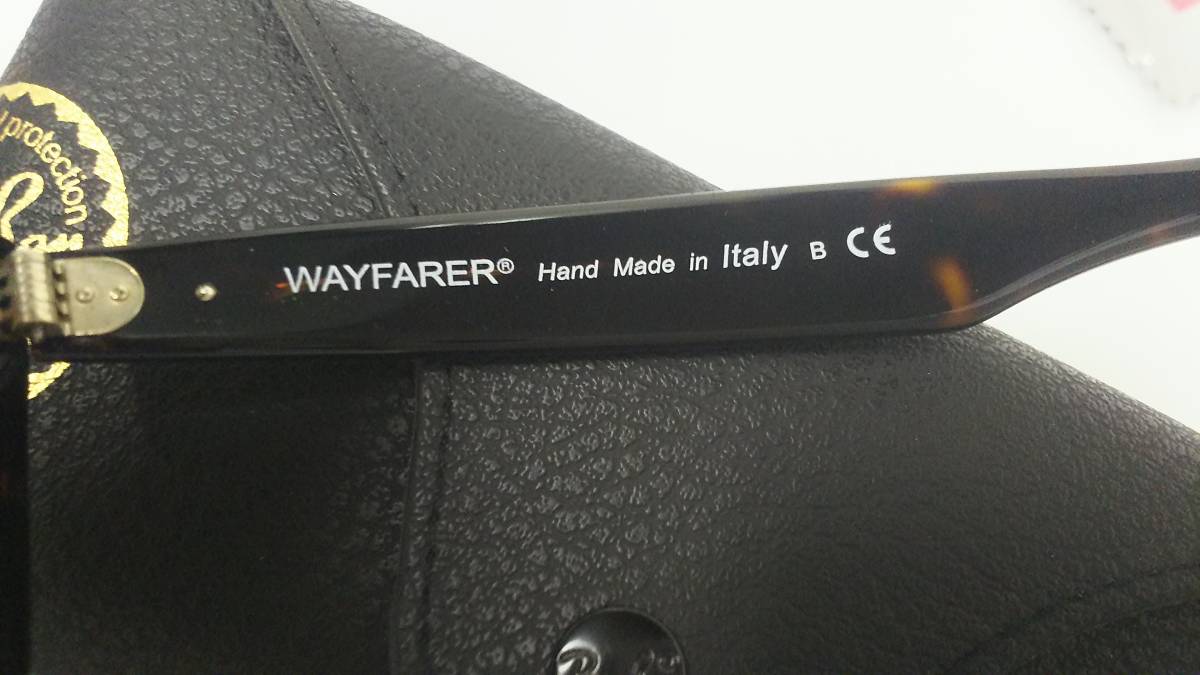 protection
WAYFARER® Hand Made in Italy B CE